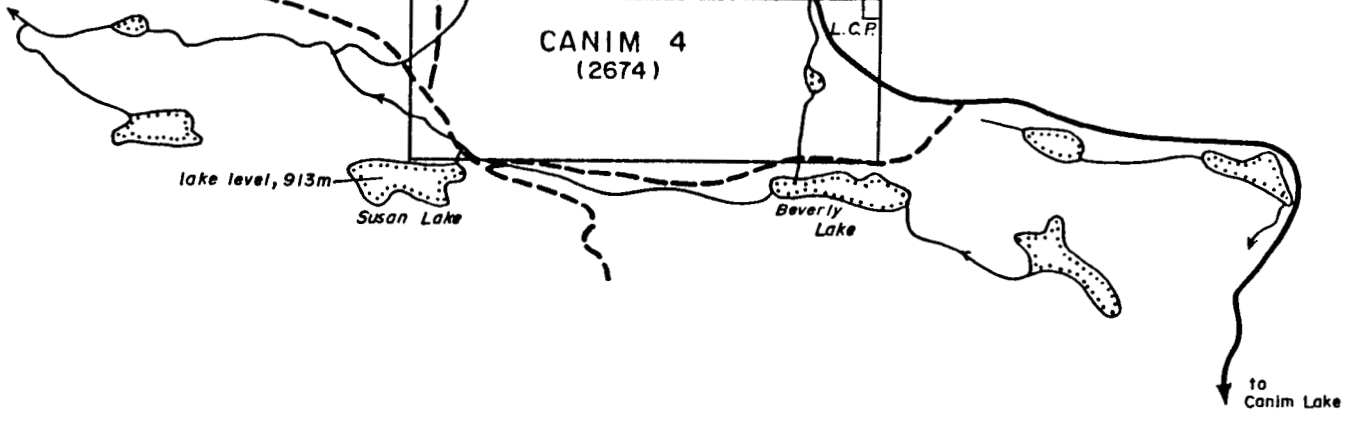 L.C.P.
CANIM 4
(2674)
lake level, 913m
Susan Lake
Beverly
Lake
to
Canim Lake